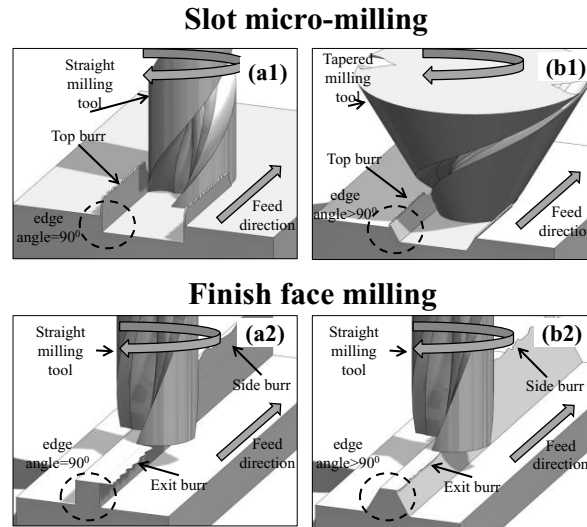 Slot micro-milling
Straight
milling
tool
(a1)
Top burr
edge
angle=90⁰
Feed
direction
Tapered
milling
tool
(b1)
Top burr
edge
angle>90⁰
Feed
direction
Finish face milling
Straight
milling
tool
(a2)
Side burr
edge
angle=90⁰
Exit burr
Feed
direction
Straight
milling
tool
(b2)
Side burr
edge
angle>90⁰
Exit burr
Feed
direction